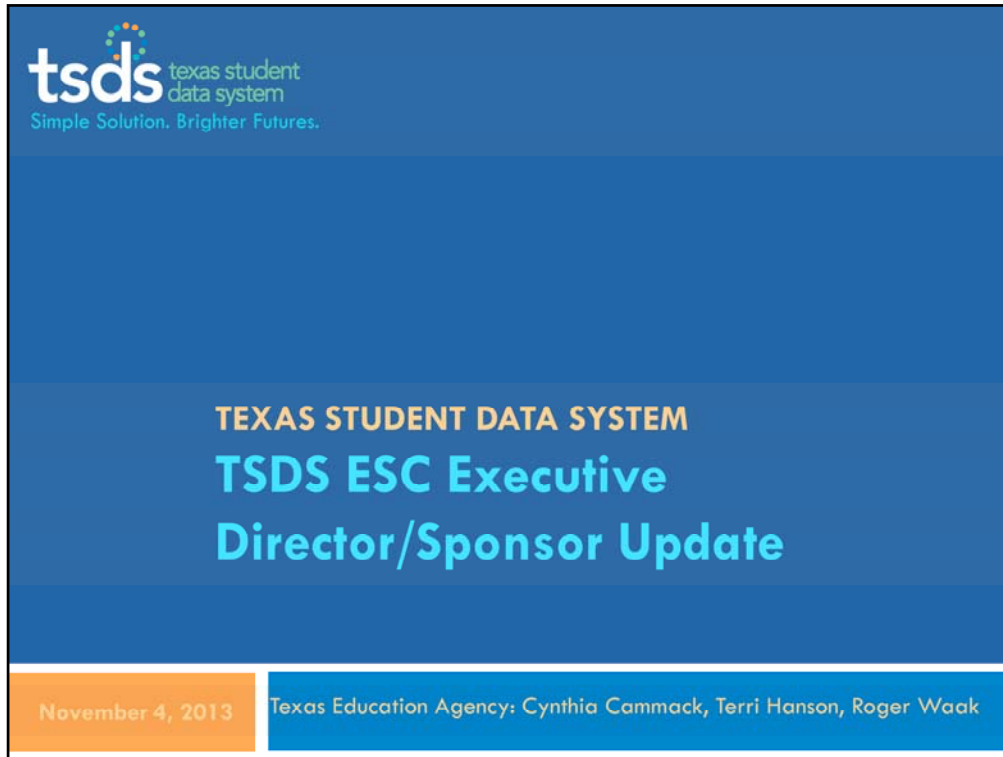 tsds texas student
data system
Simple Solution. Brighter Futures.
TEXAS STUDENT DATA SYSTEM
TSDS ESC Executive
Director/Sponsor Update
November 4, 2013
Texas Education Agency: Cynthia Cammack, Terri Hanson, Roger Waak